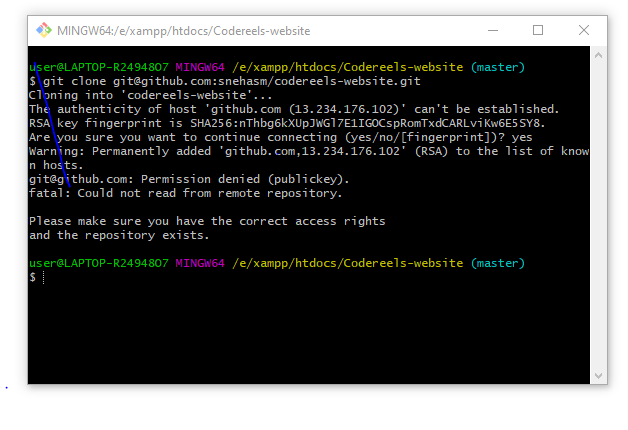 MINGW64:/e/xampp/htdocs/Codereels-website
user@LAPTOP-R2494807 MINGW64 /e/xampp/htdocs/Codereels-website (master)
$ git clone git@github.com:snehasm/codereels-website.git
Cloning into 'codereels-website'...
The authenticity of host 'github.com (13.234.176.102)' can't be established.
RSA key fingerprint is SHA256:nThbg6kXUpJWGl7E1IGOCspRomTxdCARLviKw6E5SY8.
Are you sure you want to continue connecting (yes/no/[fingerprint])? yes
Warning: Permanently added 'github.com,13.234.176.102' (RSA) to the list of know
n hosts.
git@github.com: Permission denied (publickey).
fatal: Could not read from remote repository.
Please make sure you have the correct access rights
and the repository exists.
user@LAPTOP-R2494807 MINGW64 /e/xampp/htdocs/Codereels-website (master)
$